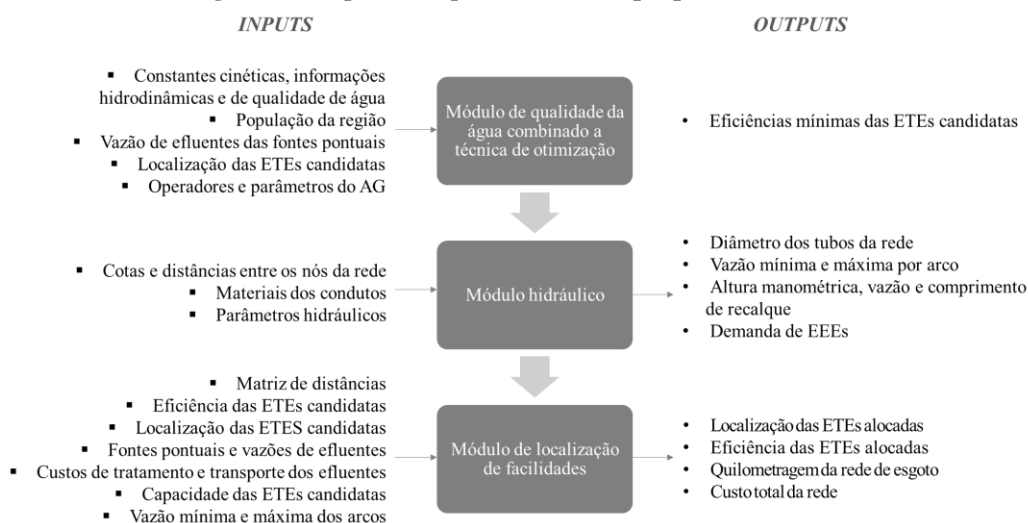 INPUTS
OUTPUTS
▪ Constantes cinéticas, informações
hidrodinâmicas e de qualidade de água
▪ População da região
▪ Vazão de efluentes das fontes pontuais
▪ Localização das ETEs candidatas
▪ Operadores e parâmetros do AG
Módulo de qualidade da
água combinado a
técnica de otimização
• Eficiências mínimas das ETEs candidatas
▪ Cotas e distâncias entre os nós da rede
▪ Materiais dos condutos
▪ Parâmetros hidráulicos
Módulo hidráulico
• Diâmetro dos tubos da rede
• Vazão mínima e máxima por arco
• Altura manométrica, vazão e comprimento
de recalque
• Demanda de EEEs
▪ Matriz de distâncias
▪ Eficiência das ETEs candidatas
▪ Localização das ETES candidatas
▪ Fontes pontuais e vazões de efluentes
▪ Custos de tratamento e transporte dos efluentes
▪ Capacidade das ETEs candidatas
▪ Vazão mínima e máxima dos arcos
Módulo de localização
de facilidades
• Localização das ETEs alocadas
• Eficiência das ETEs alocadas
• Quilometragem da rede de esgoto
• Custo total da rede